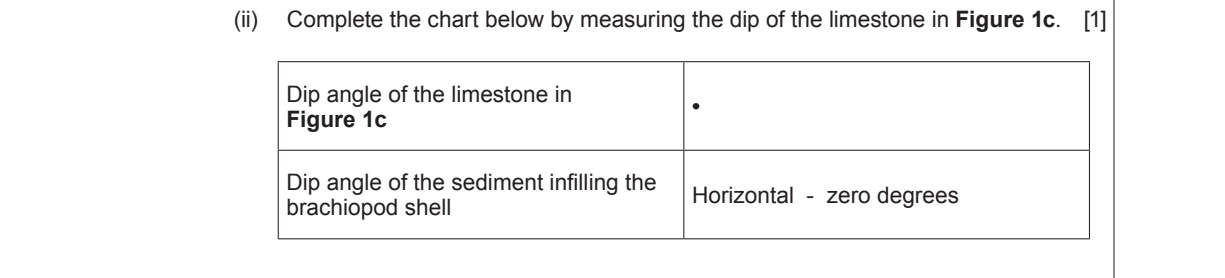 (ii) Complete the chart below by measuring the dip of the limestone in Figure 1c. [1]
Dip angle of the limestone in
Figure 1c
•
Dip angle of the sediment infilling the
brachiopod shell
Horizontal - zero degrees